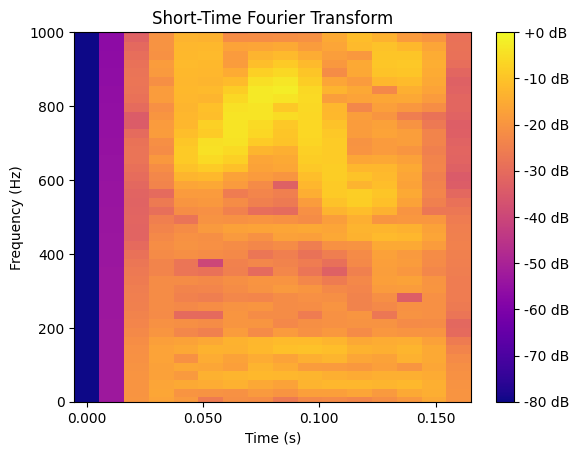 Short-Time Fourier Transform
1000
800
600
400
200
0
Frequency (Hz)
0.000
0.050
0.100
0.150
Time (s)
+0 dB
-10 dB
-20 dB
-30 dB
-40 dB
-50 dB
-60 dB
-70 dB
-80 dB